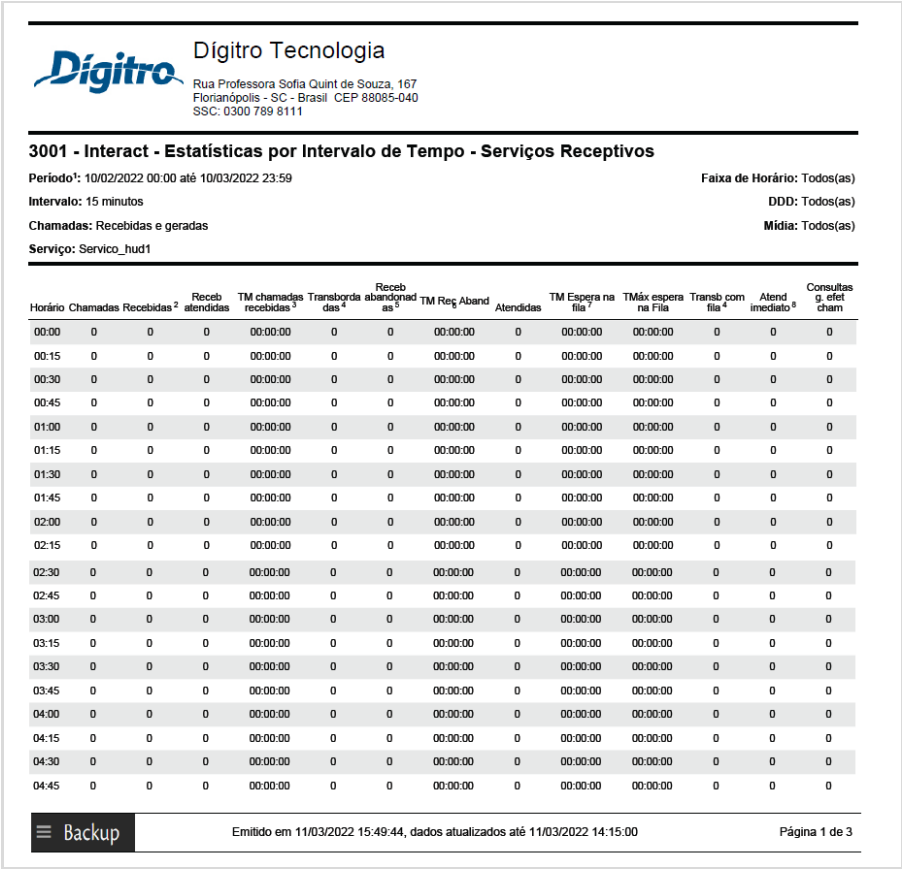 Dígitro
Dígitro Tecnologia
Rua Professora Sofia Quint de Souza, 167
Florianópolis - SC - Brasil CEP 88085-040
SSC: 0300 789 8111
3001 - Interact - Estatísticas por Intervalo de Tempo - Serviços Receptivos
Período¹: 10/02/2022 00:00 até 10/03/2022 23:59 Faixa de Horário: Todos(as)
Intervalo: 15 minutos DDD: Todos(as)
Chamadas: Recebidas e geradas Mídia: Todos(as)
Serviço: Servico_hud1
Horário Chamadas Recebidas ² Receb atendidas TM chamadas recebidas ³ Transborda das ⁴ Receb abandonad as ⁵ TM Reç Aband ⁶ Atendidas TM Espera na fila ⁷ TMáx espera na Fila Transb com fila ⁴ Atend imediato ⁸ Consultas g. efet cham
00:00 0 0 0 00:00:00 0 0 00:00:00 0 00:00:00 00:00:00 0 0 0
00:15 0 0 0 00:00:00 0 0 00:00:00 0 00:00:00 00:00:00 0 0 0
00:30 0 0 0 00:00:00 0 0 00:00:00 0 00:00:00 00:00:00 0 0 0
00:45 0 0 0 00:00:00 0 0 00:00:00 0 00:00:00 00:00:00 0 0 0
01:00 0 0 0 00:00:00 0 0 00:00:00 0 00:00:00 00:00:00 0 0 0
01:15 0 0 0 00:00:00 0 0 00:00:00 0 00:00:00 00:00:00 0 0 0
01:30 0 0 0 00:00:00 0 0 00:00:00 0 00:00:00 00:00:00 0 0 0
01:45 0 0 0 00:00:00 0 0 00:00:00 0 00:00:00 00:00:00 0 0 0
02:00 0 0 0 00:00:00 0 0 00:00:00 0 00:00:00 00:00:00 0 0 0
02:15 0 0 0 00:00:00 0 0 00:00:00 0 00:00:00 00:00:00 0 0 0
02:30 0 0 0 00:00:00 0 0 00:00:00 0 00:00:00 00:00:00 0 0 0
02:45 0 0 0 00:00:00 0 0 00:00:00 0 00:00:00 00:00:00 0 0 0
03:00 0 0 0 00:00:00 0 0 00:00:00 0 00:00:00 00:00:00 0 0 0
03:15 0 0 0 00:00:00 0 0 00:00:00 0 00:00:00 00:00:00 0 0 0
03:30 0 0 0 00:00:00 0 0 00:00:00 0 00:00:00 00:00:00 0 0 0
03:45 0 0 0 00:00:00 0 0 00:00:00 0 00:00:00 00:00:00 0 0 0
04:00 0 0 0 00:00:00 0 0 00:00:00 0 00:00:00 00:00:00 0 0 0
04:15 0 0 0 00:00:00 0 0 00:00:00 0 00:00:00 00:00:00 0 0 0
04:30 0 0 0 00:00:00 0 0 00:00:00 0 00:00:00 00:00:00 0 0 0
04:45 0 0 0 00:00:00 0 0 00:00:00 0 00:00:00 00:00:00 0 0 0
Backup Emitido em 11/03/2022 15:49:44, dados atualizados até 11/03/2022 14:15:00 Página 1 de 3